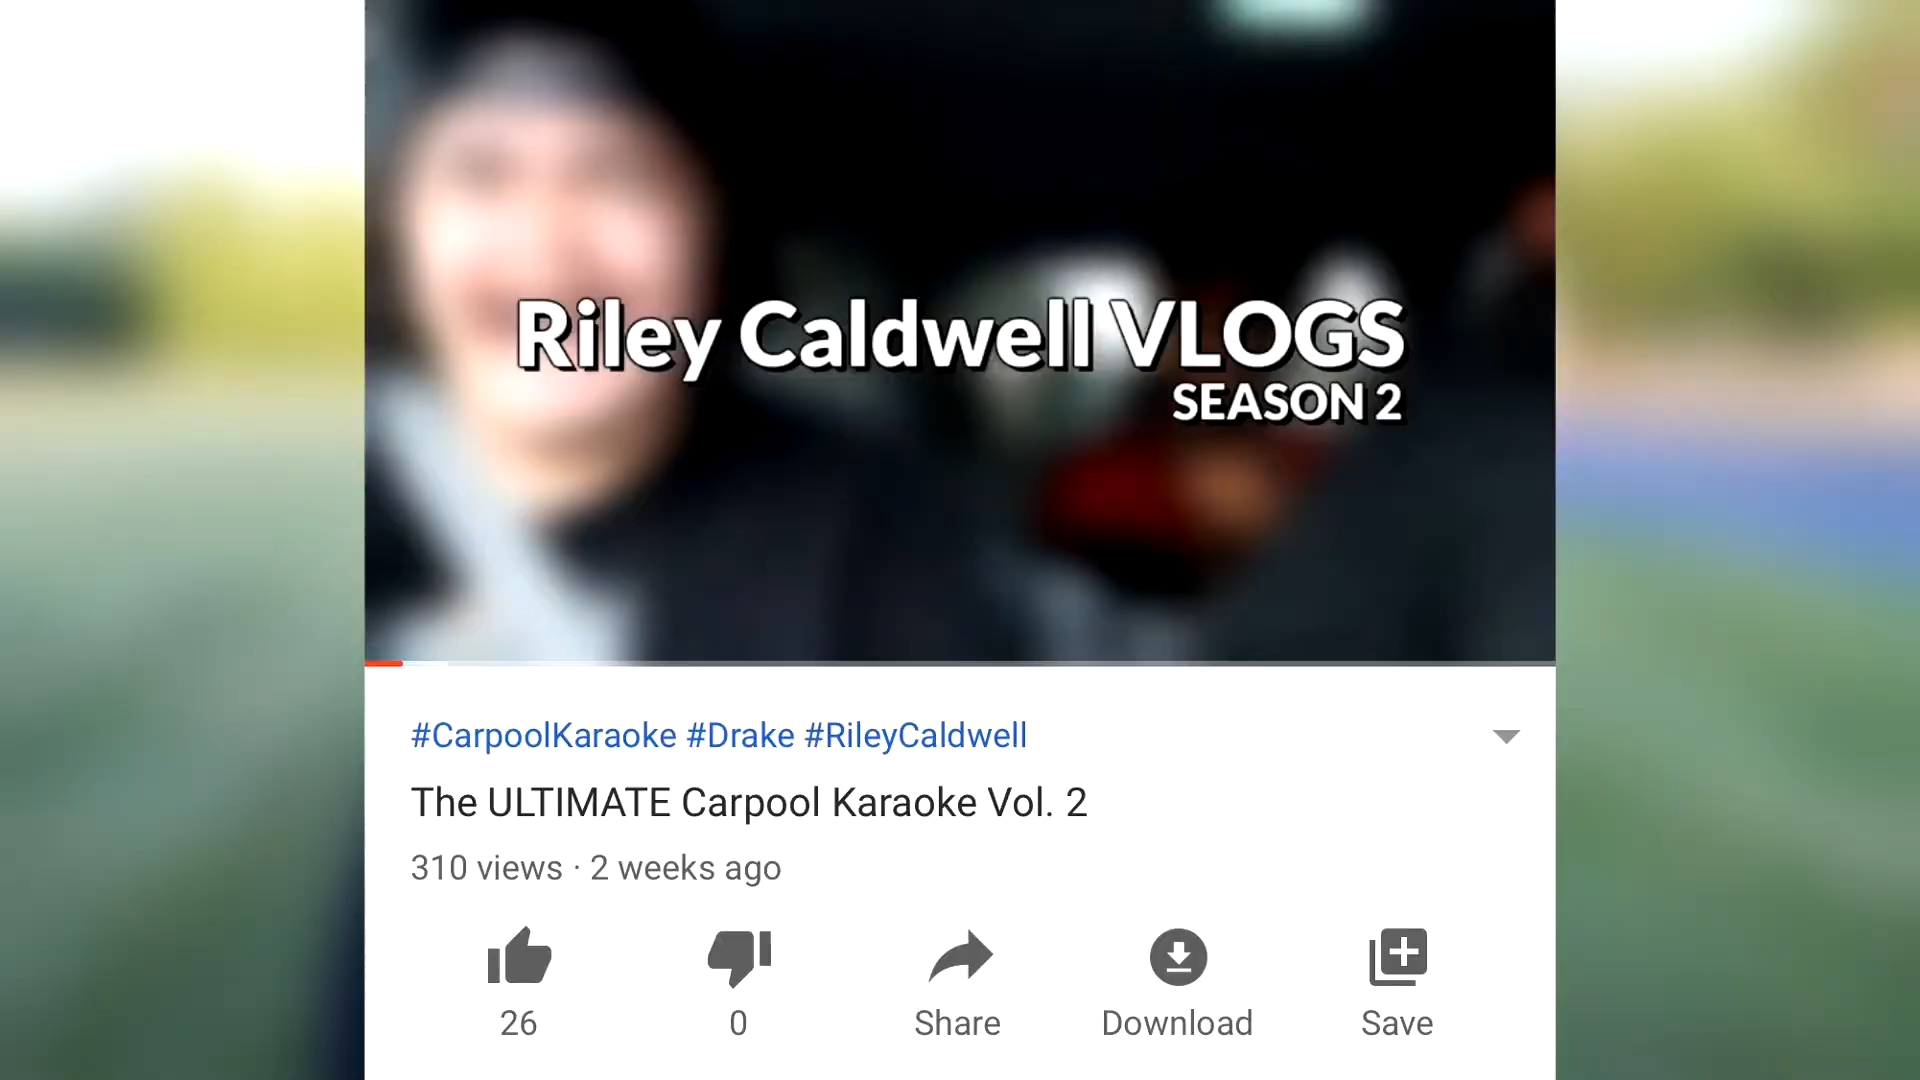 Riley Caldwell VLOGS
SEASON 2
#CarpoolKaraoke #Drake #RileyCaldwell
The ULTIMATE Carpool Karaoke Vol. 2
310 views · 2 weeks ago
26 0 Share Download Save